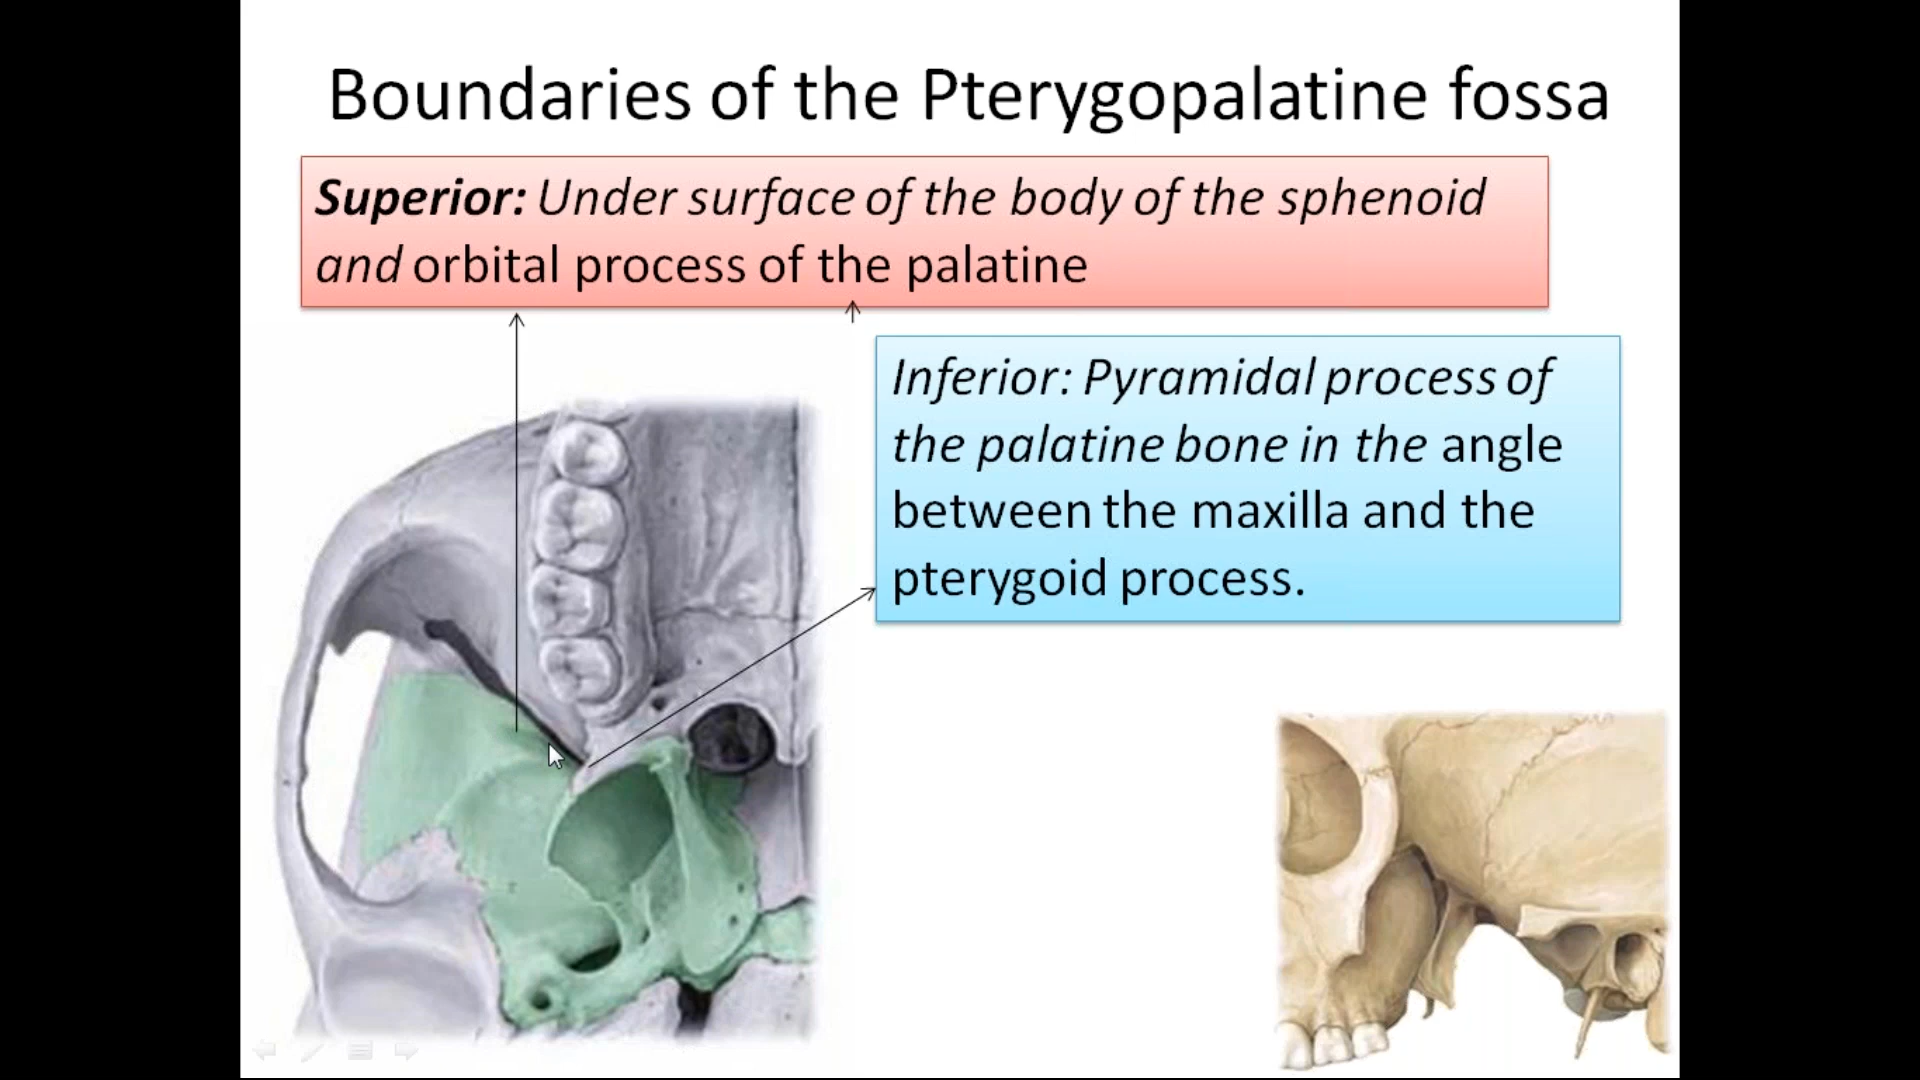 Boundaries of the Pterygopalatine fossa
Superior: Under surface of the body of the sphenoid
and orbital process of the palatine
Inferior: Pyramidal process of
the palatine bone in the angle
between the maxilla and the
pterygoid process.